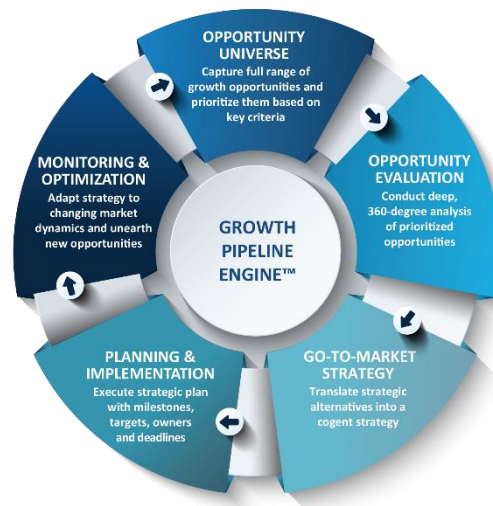 OPPORTUNITY
UNIVERSE
Capture full range of
growth opportunities and
prioritize them based on
key criteria
OPPORTUNITY
EVALUATION
Conduct deep,
360-degree analysis
of prioritized
opportunities
GO-TO-MARKET
STRATEGY
Translate strategic
alternatives into a
cogent strategy
PLANNING &
IMPLEMENTATION
Execute strategic plan
with milestones,
targets, owners
and deadlines
MONITORING &
OPTIMIZATION
Adapt strategy to
changing market
dynamics and unearth
new opportunities
GROWTH
PIPELINE
ENGINE™